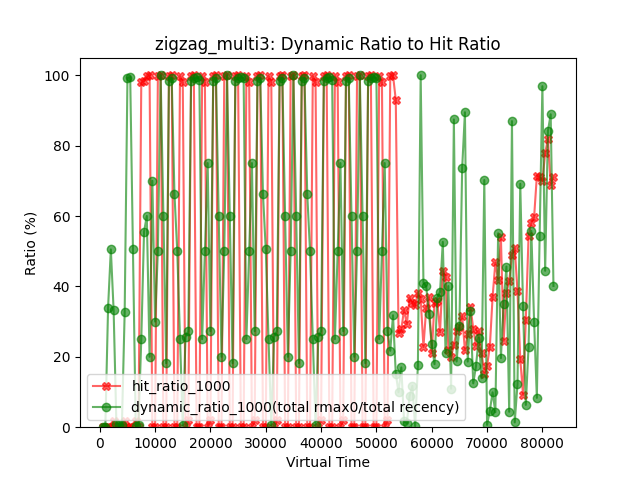 zigzag_multi3: Dynamic Ratio to Hit Ratio
Ratio (%)
100
80
60
40
20
0
hit_ratio_1000
dynamic_ratio_1000(total rmax0/total recency)
0 10000 20000 30000 40000 50000 60000 70000 80000
Virtual Time